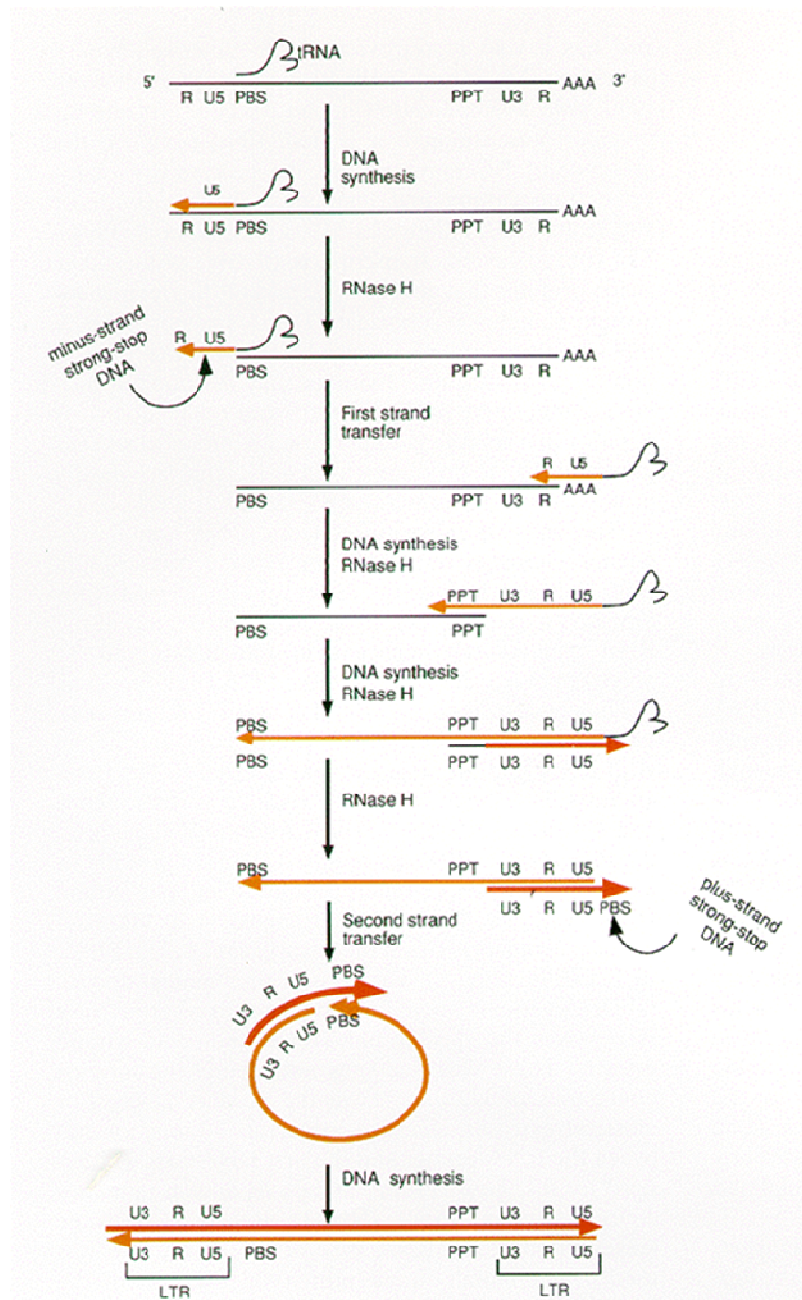 tRNA
5' AAA 3'
R U5 PBS PPT U3 R
DNA
synthesis
U5
AAA
R U5 PBS PPT U3 R
RNase H
minus-strand
strong-stop
DNA
R U5
AAA
PBS PPT U3 R
First strand
transfer
R U5
AAA
PBS PPT U3 R
DNA synthesis
RNase H
PPT U3 R U5
PBS PPT
DNA synthesis
RNase H
PBS PPT U3 R U5
PBS PPT U3 R U5
RNase H
PBS PPT U3 R U5
U3 R U5 PBS
plus-strand
strong-stop
DNA
Second strand
transfer
U3 R U5 PBS
U3 R U5 PBS
DNA synthesis
U3 R U5 PPT U3 R U5
U3 R U5 PBS PPT U3 R U5
LTR LTR